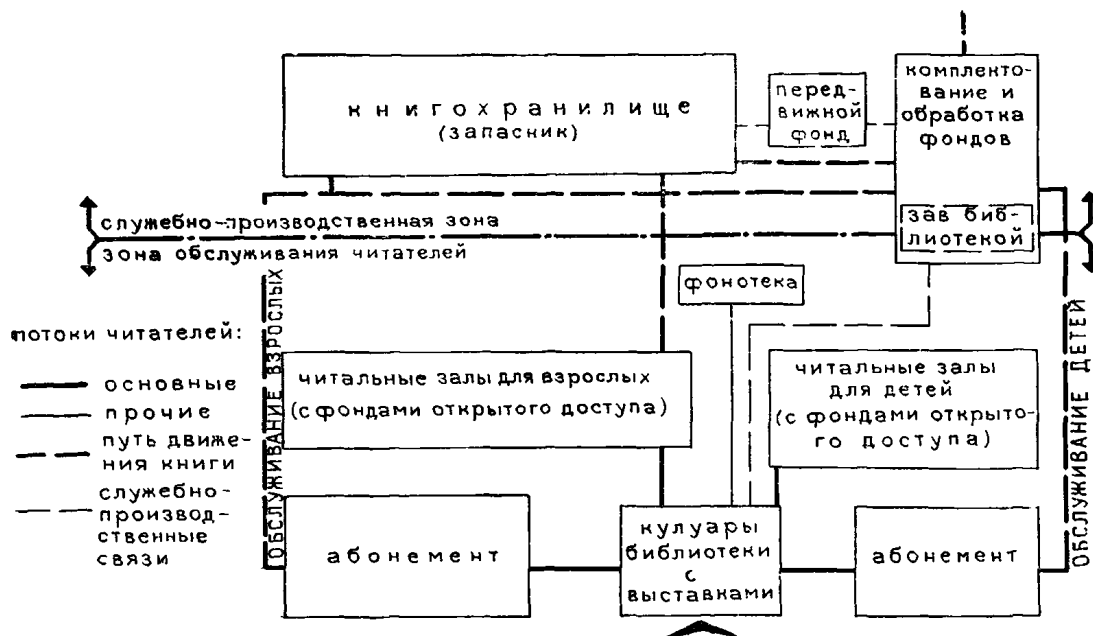 книгохранилище
(запасник)
перед-
вижной
фонд
комплекто-
вание и
обработка
фондов
зав биб-
лиотекой
служебно-производственная зона
зона обслуживания читателей
фонотека
потоки читателей:
основные
прочие
путь движе-
ния книги
служебно-
производ-
ственные
связи
обслуживание взрослых
читальные залы для взрослых
(с фондами открытого доступа)
читальные залы
для детей
(с фондами открыто-
го доступа)
обслуживание детей
абонемент
кулуары
библиотеки
с
выставками
абонемент